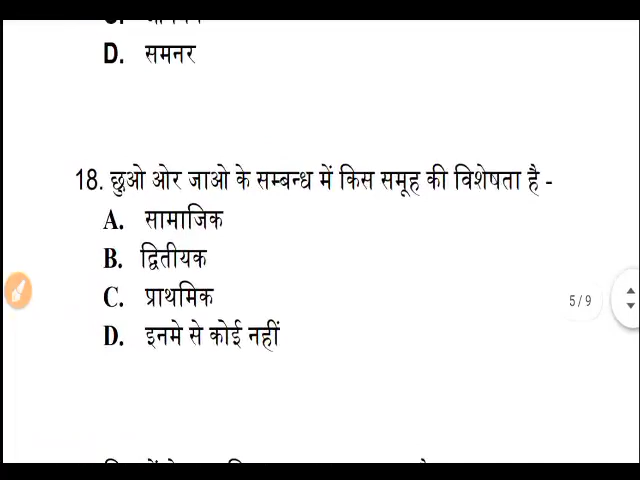 D. समनर
18. छुओ ओर जाओ के सम्बन्ध में किस समूह की विशेषता है -
A. सामाजिक
B. द्वितीयक
C. प्राथमिक
D. इनमे से कोई नहीं
5/9